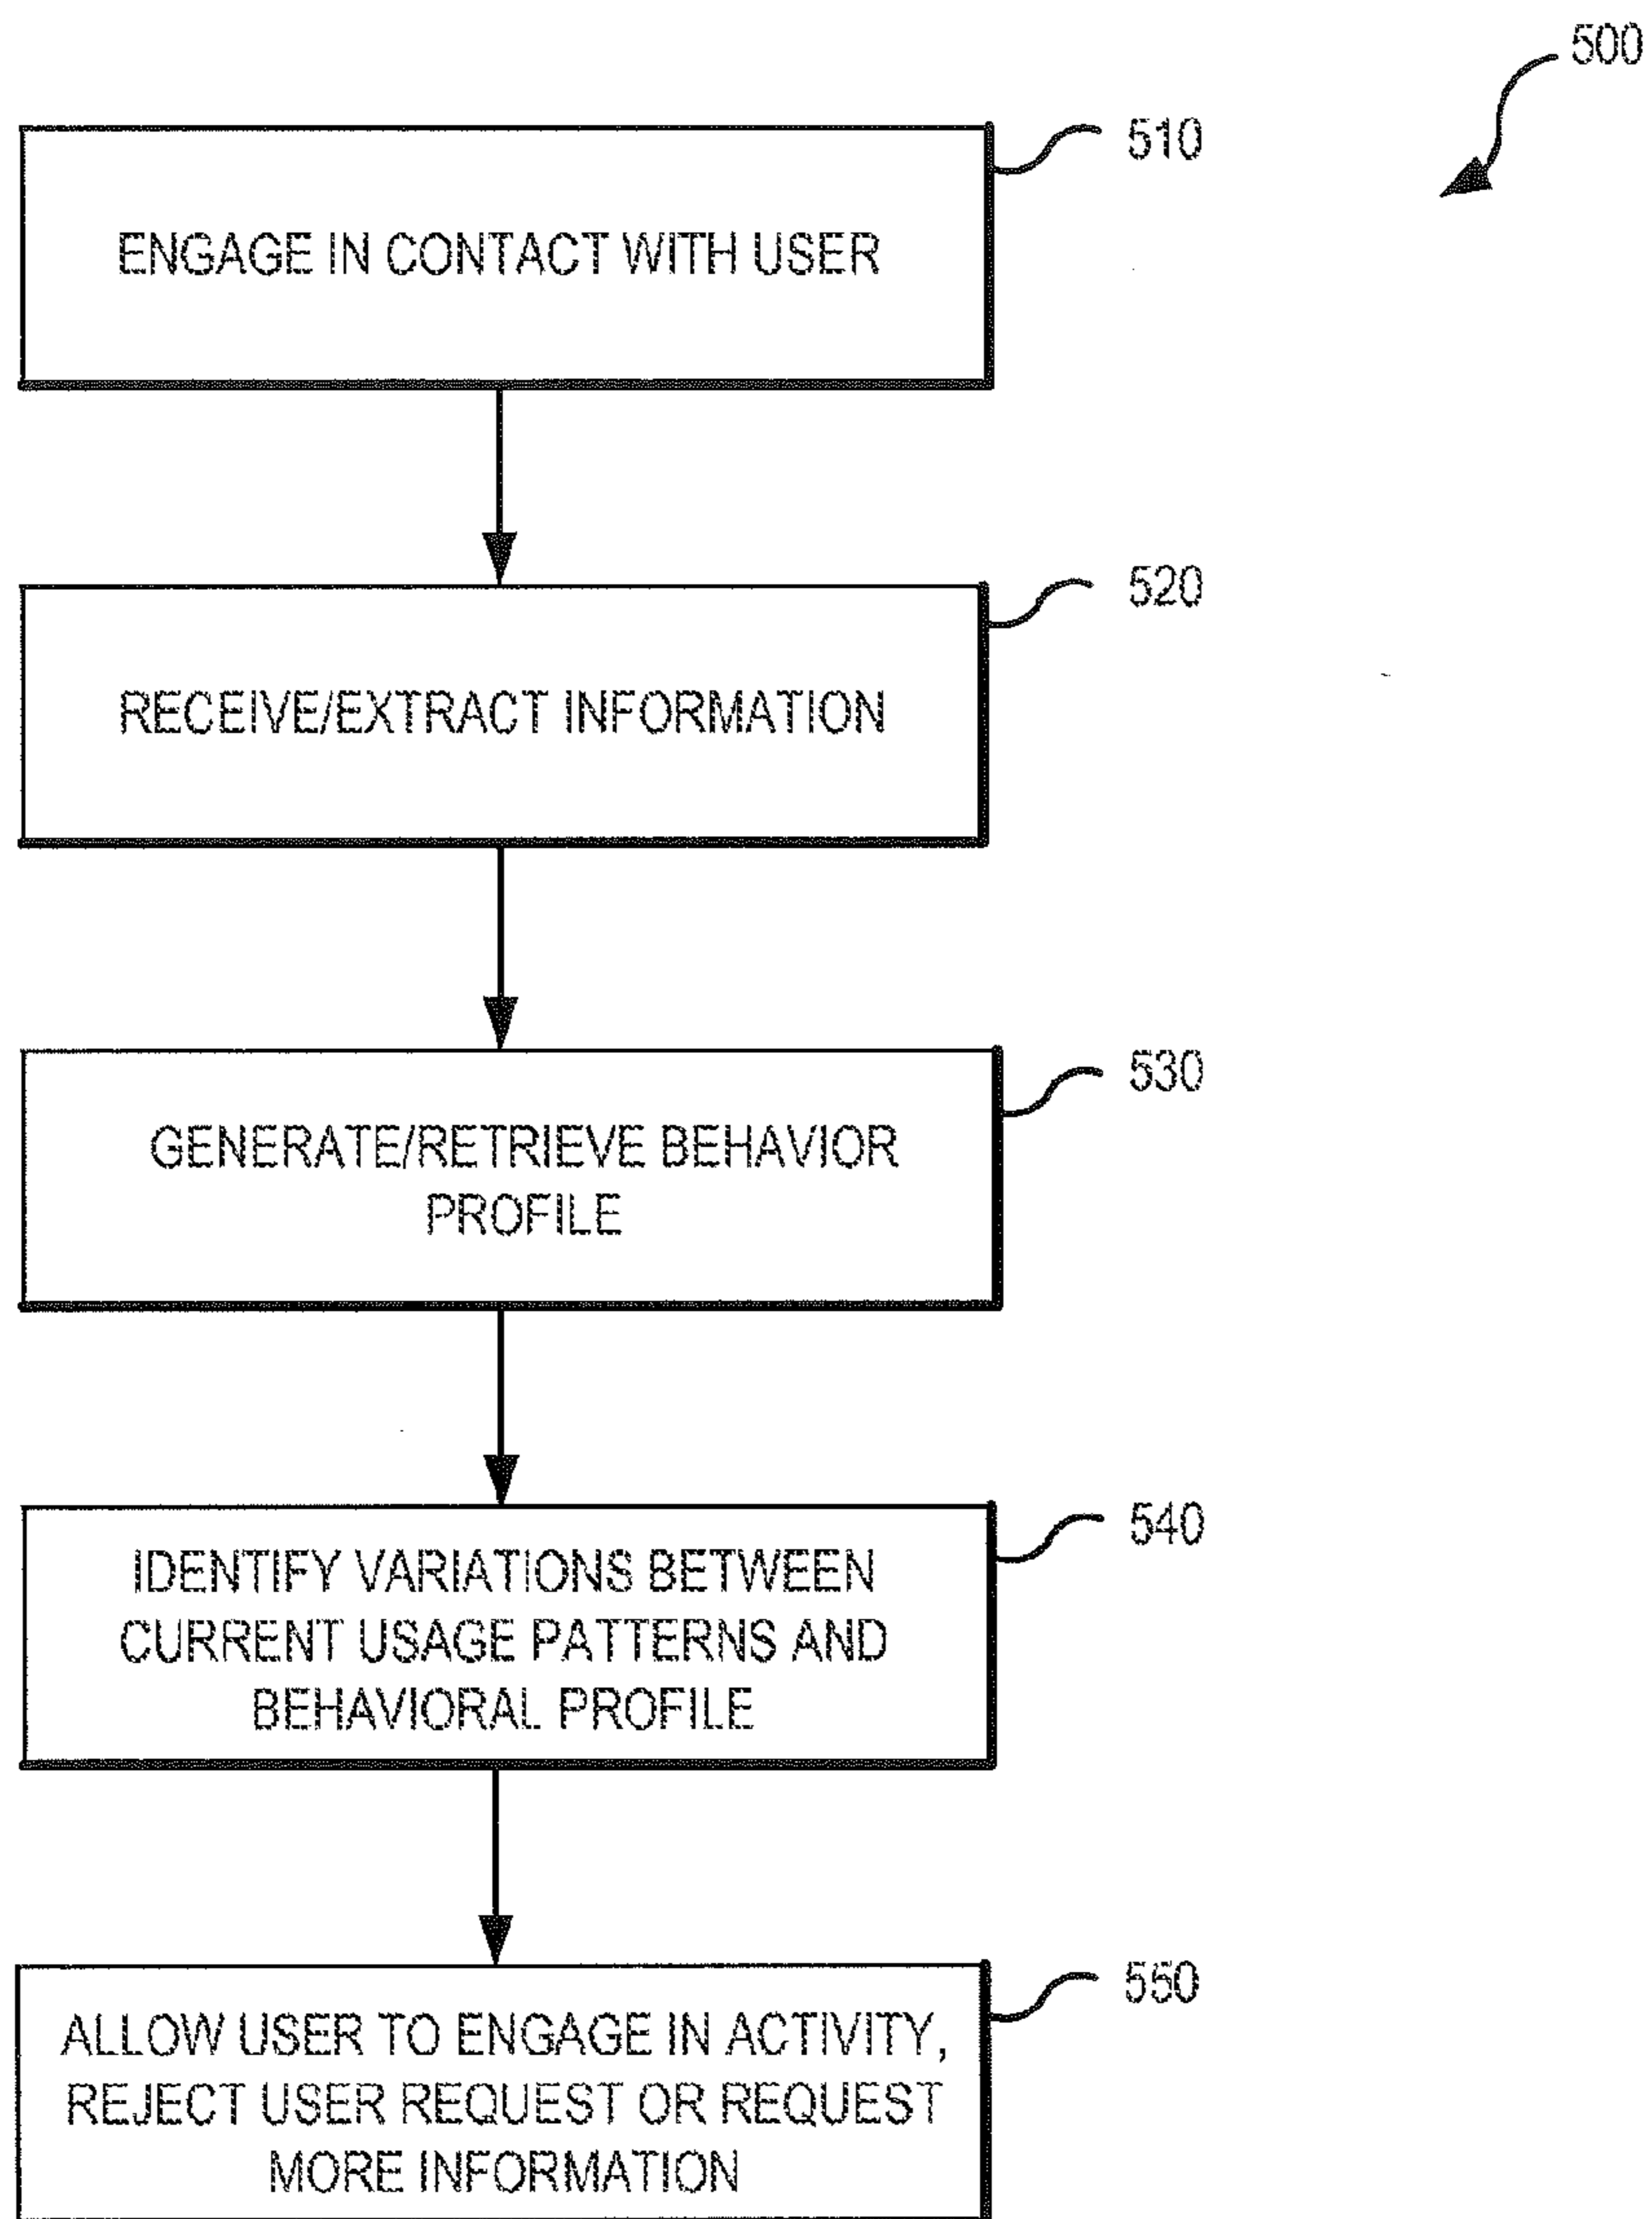 500
510
ENGAGE IN CONTACT WITH USER
520
RECEIVE/EXTRACT INFORMATION
530
GENERATE/RETRIEVE BEHAVIOR
PROFILE
540
IDENTIFY VARIATIONS BETWEEN
CURRENT USAGE PATTERNS AND
BEHAVIORAL PROFILE
550
ALLOW USER TO ENGAGE IN ACTIVITY,
REJECT USER REQUEST OR REQUEST
MORE INFORMATION